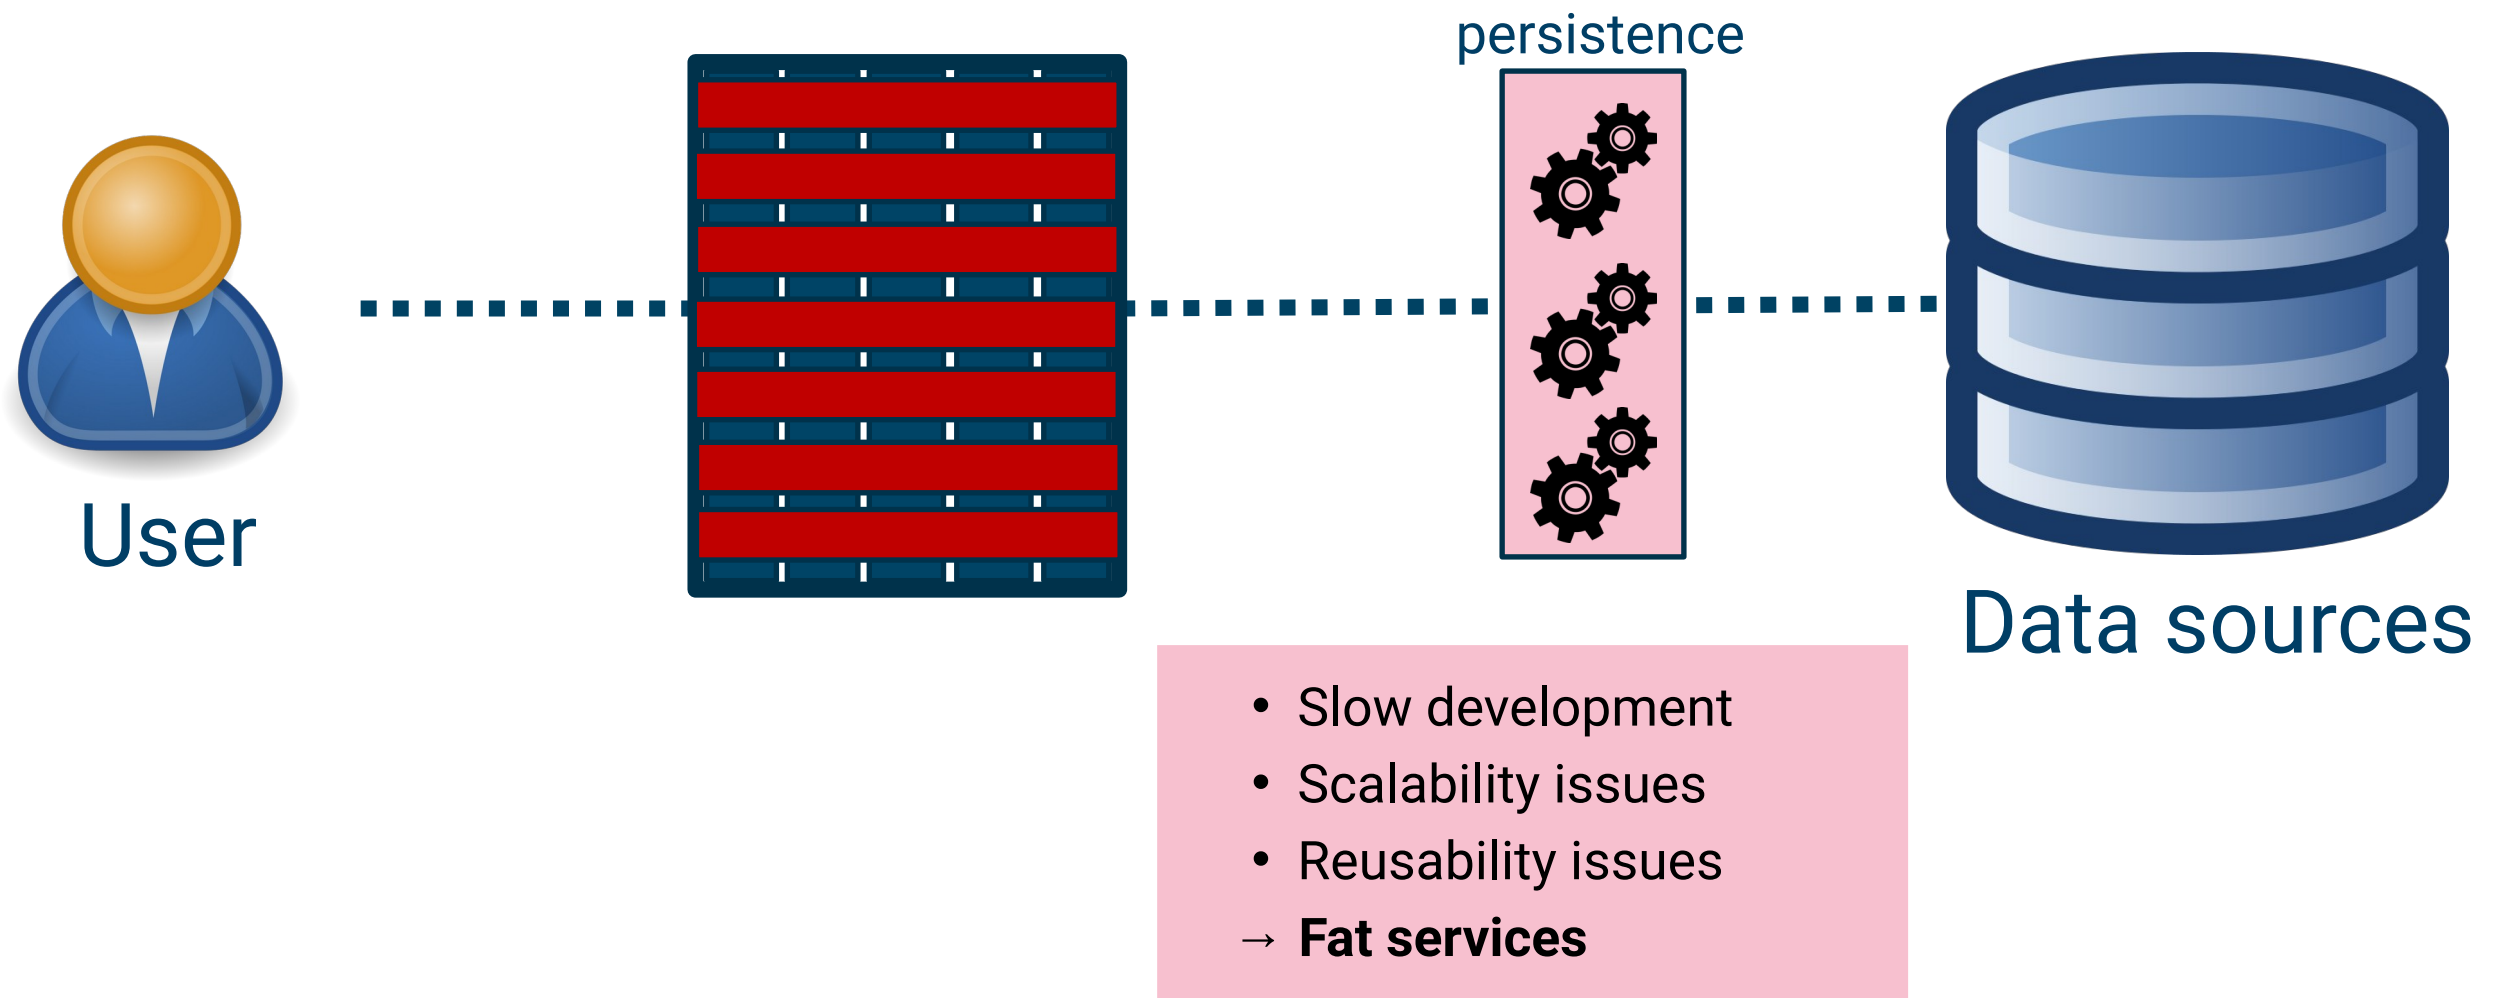 persistence
User
Data sources
• Slow development
• Scalability issues
• Reusability issues
→ Fat services